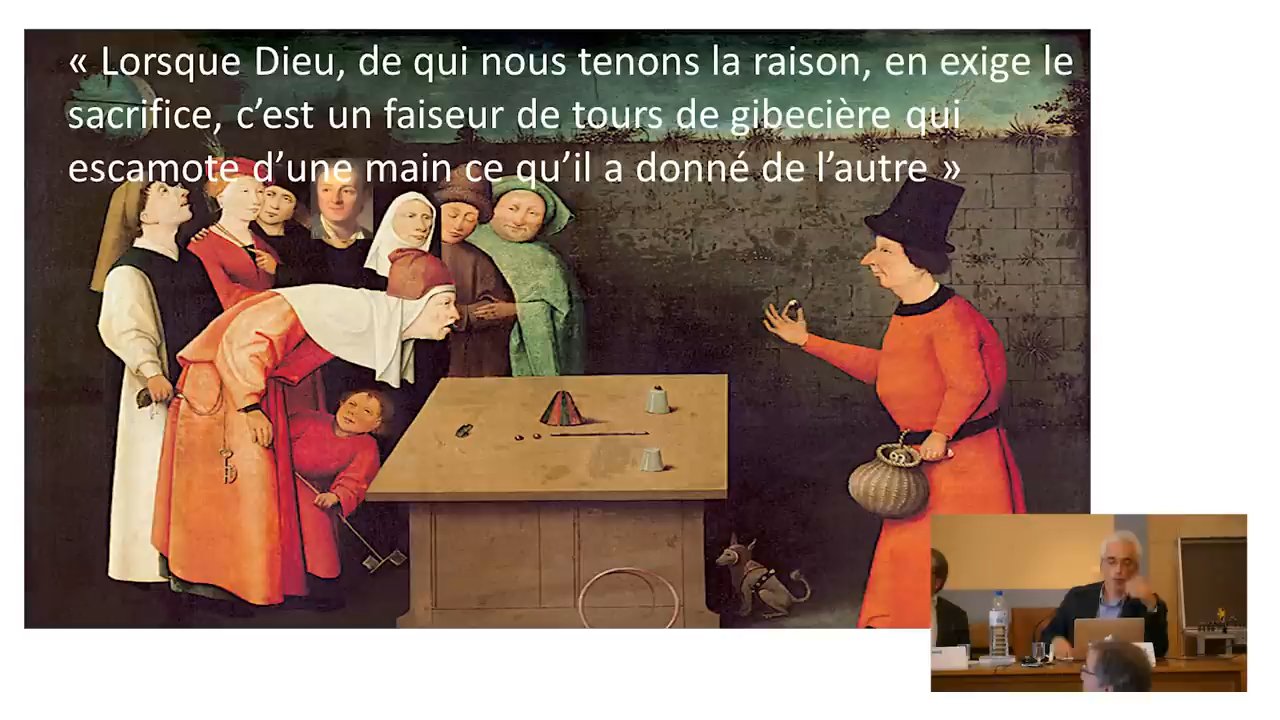 « Lorsque Dieu, de qui nous tenons la raison, en exige le
sacrifice, c’est un faiseur de tours de gibecière qui
escamote d’une main ce qu’il a donné de l’autre »